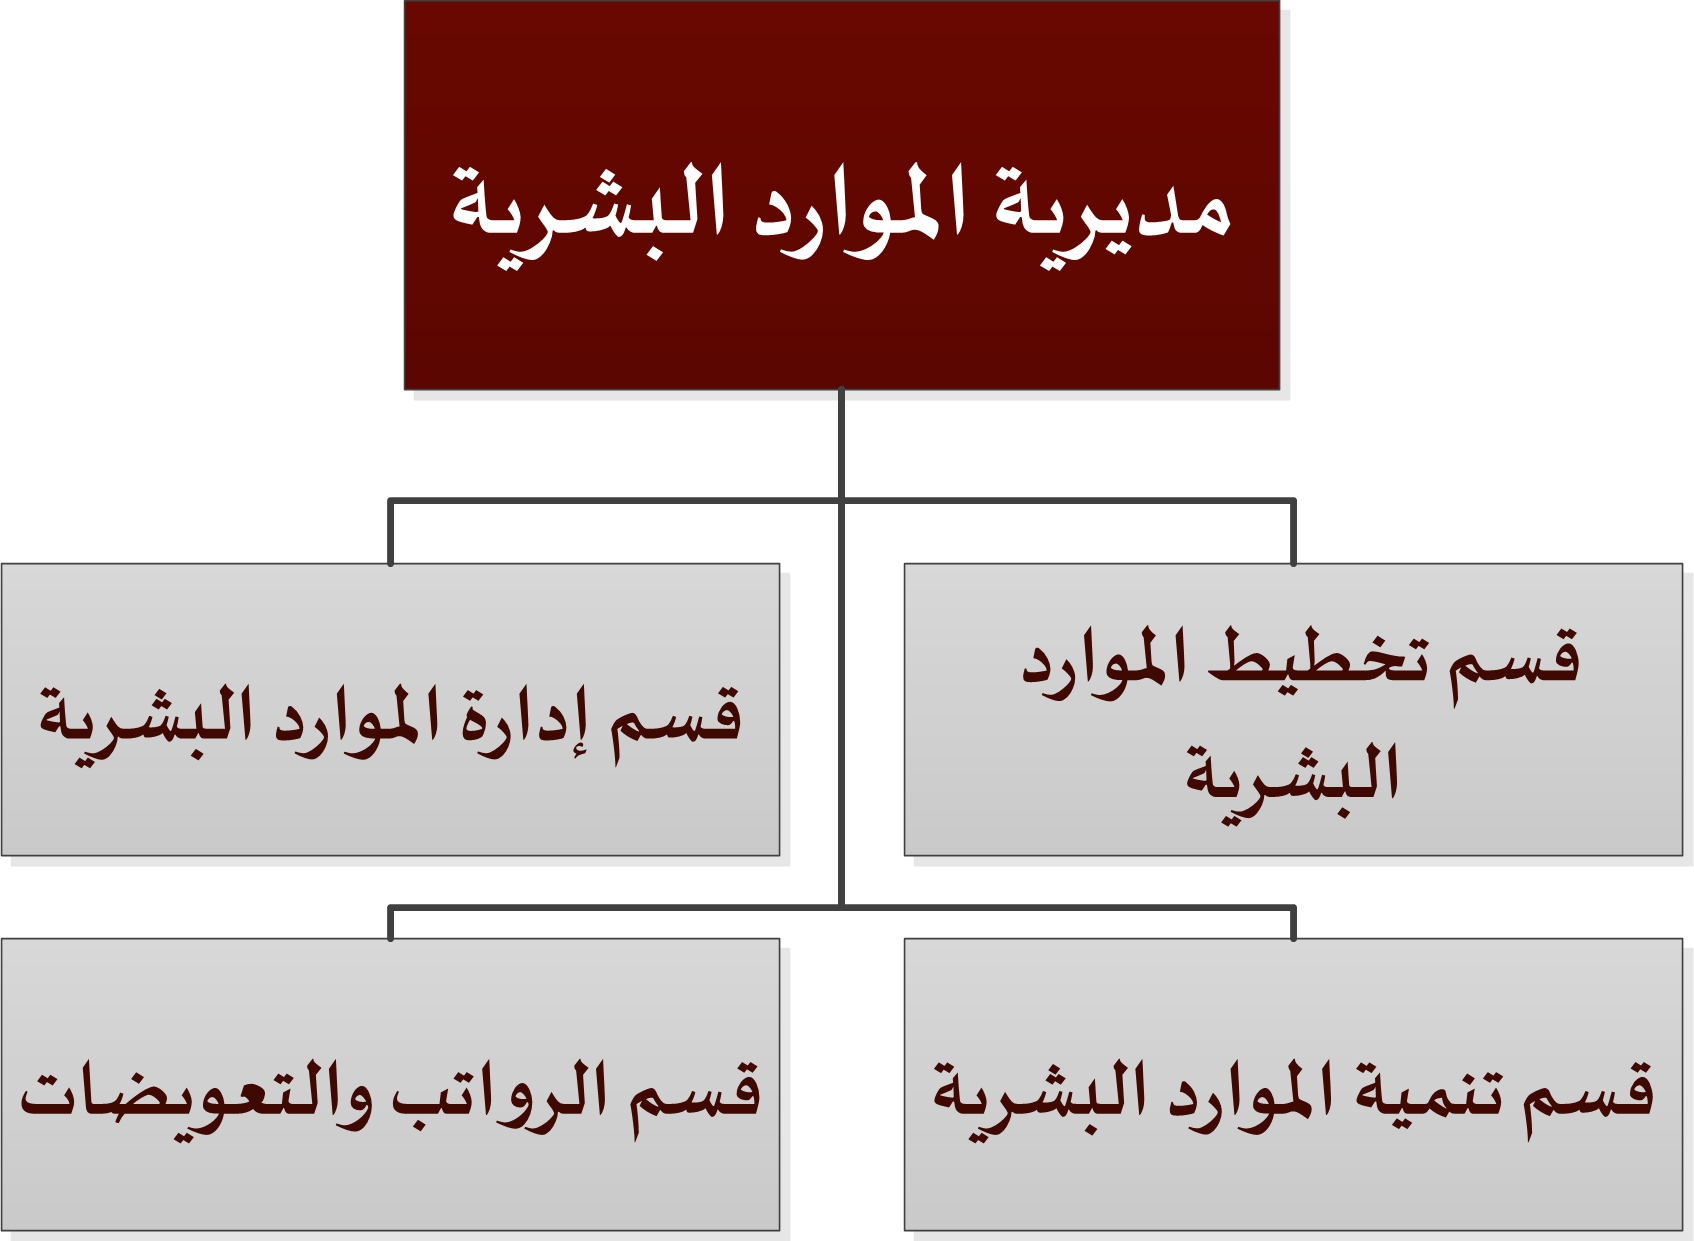 مديرية الموارد البشرية
قسم تخطيط الموارد
البشرية
قسم إدارة الموارد البشرية
قسم تنمية الموارد البشرية
قسم الرواتب والتعويضات